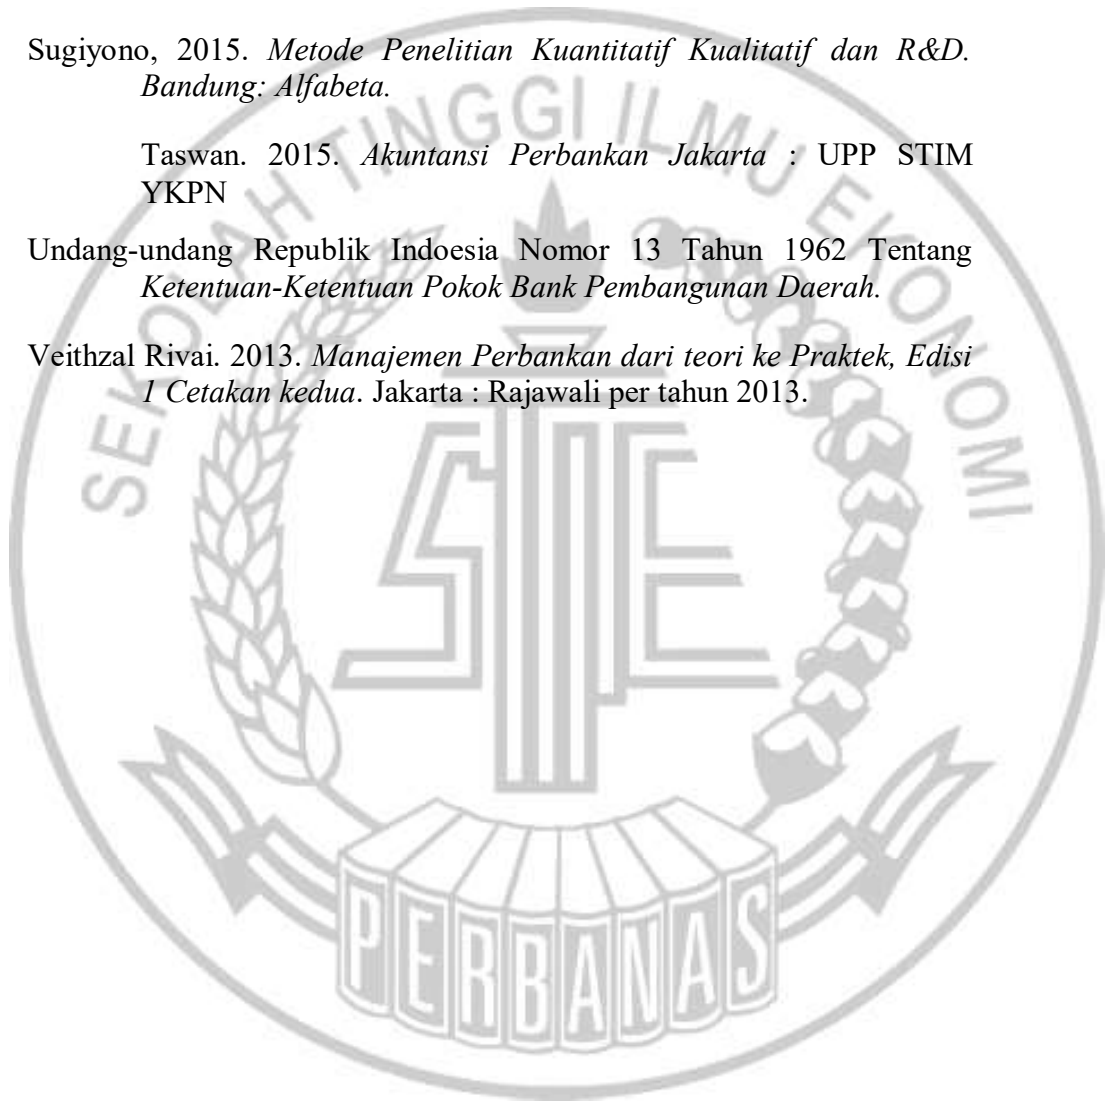 Sugiyono, 2015. Metode Penelitian Kuantitatif Kualitatif dan R&D.
Bandung: Alfabeta.
Taswan. 2015. Akuntansi Perbankan Jakarta : UPP STIM
YKPN
Undang-undang Republik Indoesia Nomor 13 Tahun 1962 Tentang
Ketentuan-Ketentuan Pokok Bank Pembangunan Daerah.
Veithzal Rivai. 2013. Manajemen Perbankan dari teori ke Praktek, Edisi
1 Cetakan kedua. Jakarta : Rajawali per tahun 2013.
SEKOLAH TINGGI ILMU EKONOMI
STIE
PERBANAS